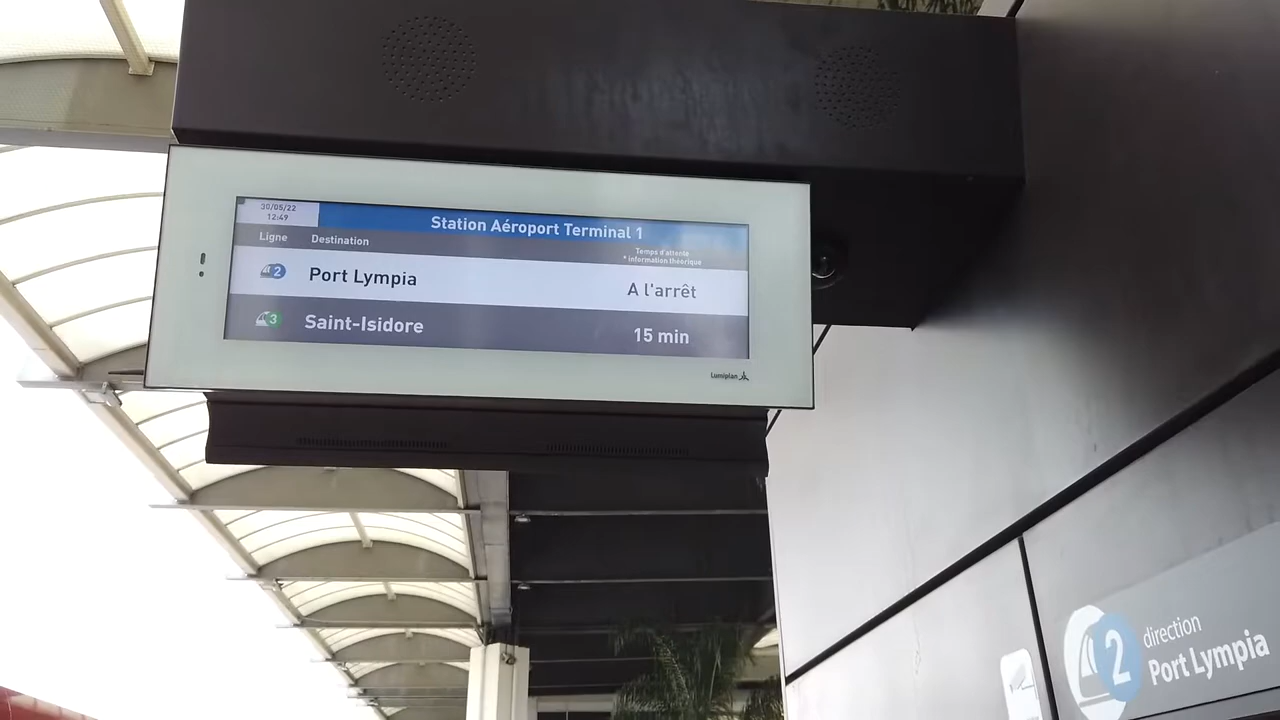 30/05/22
12:49
Station Aéroport Terminal 1
Ligne Destination
Temps d'attente
* information théorique
2 Port Lympia A l'arrêt
3 Saint-Isidore 15 min
Lumiplan
2 direction
Port Lympia